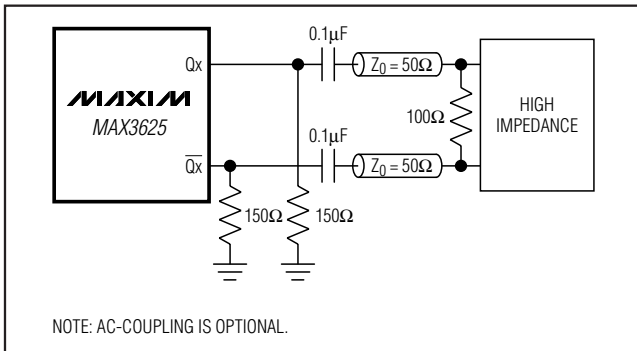 0.1μF
Qx
Z0 = 50Ω
MAXIM
MAX3625
100Ω
HIGH
IMPEDANCE
0.1μF
Q̅x̅
Z0 = 50Ω
150Ω
150Ω
NOTE: AC-COUPLING IS OPTIONAL.